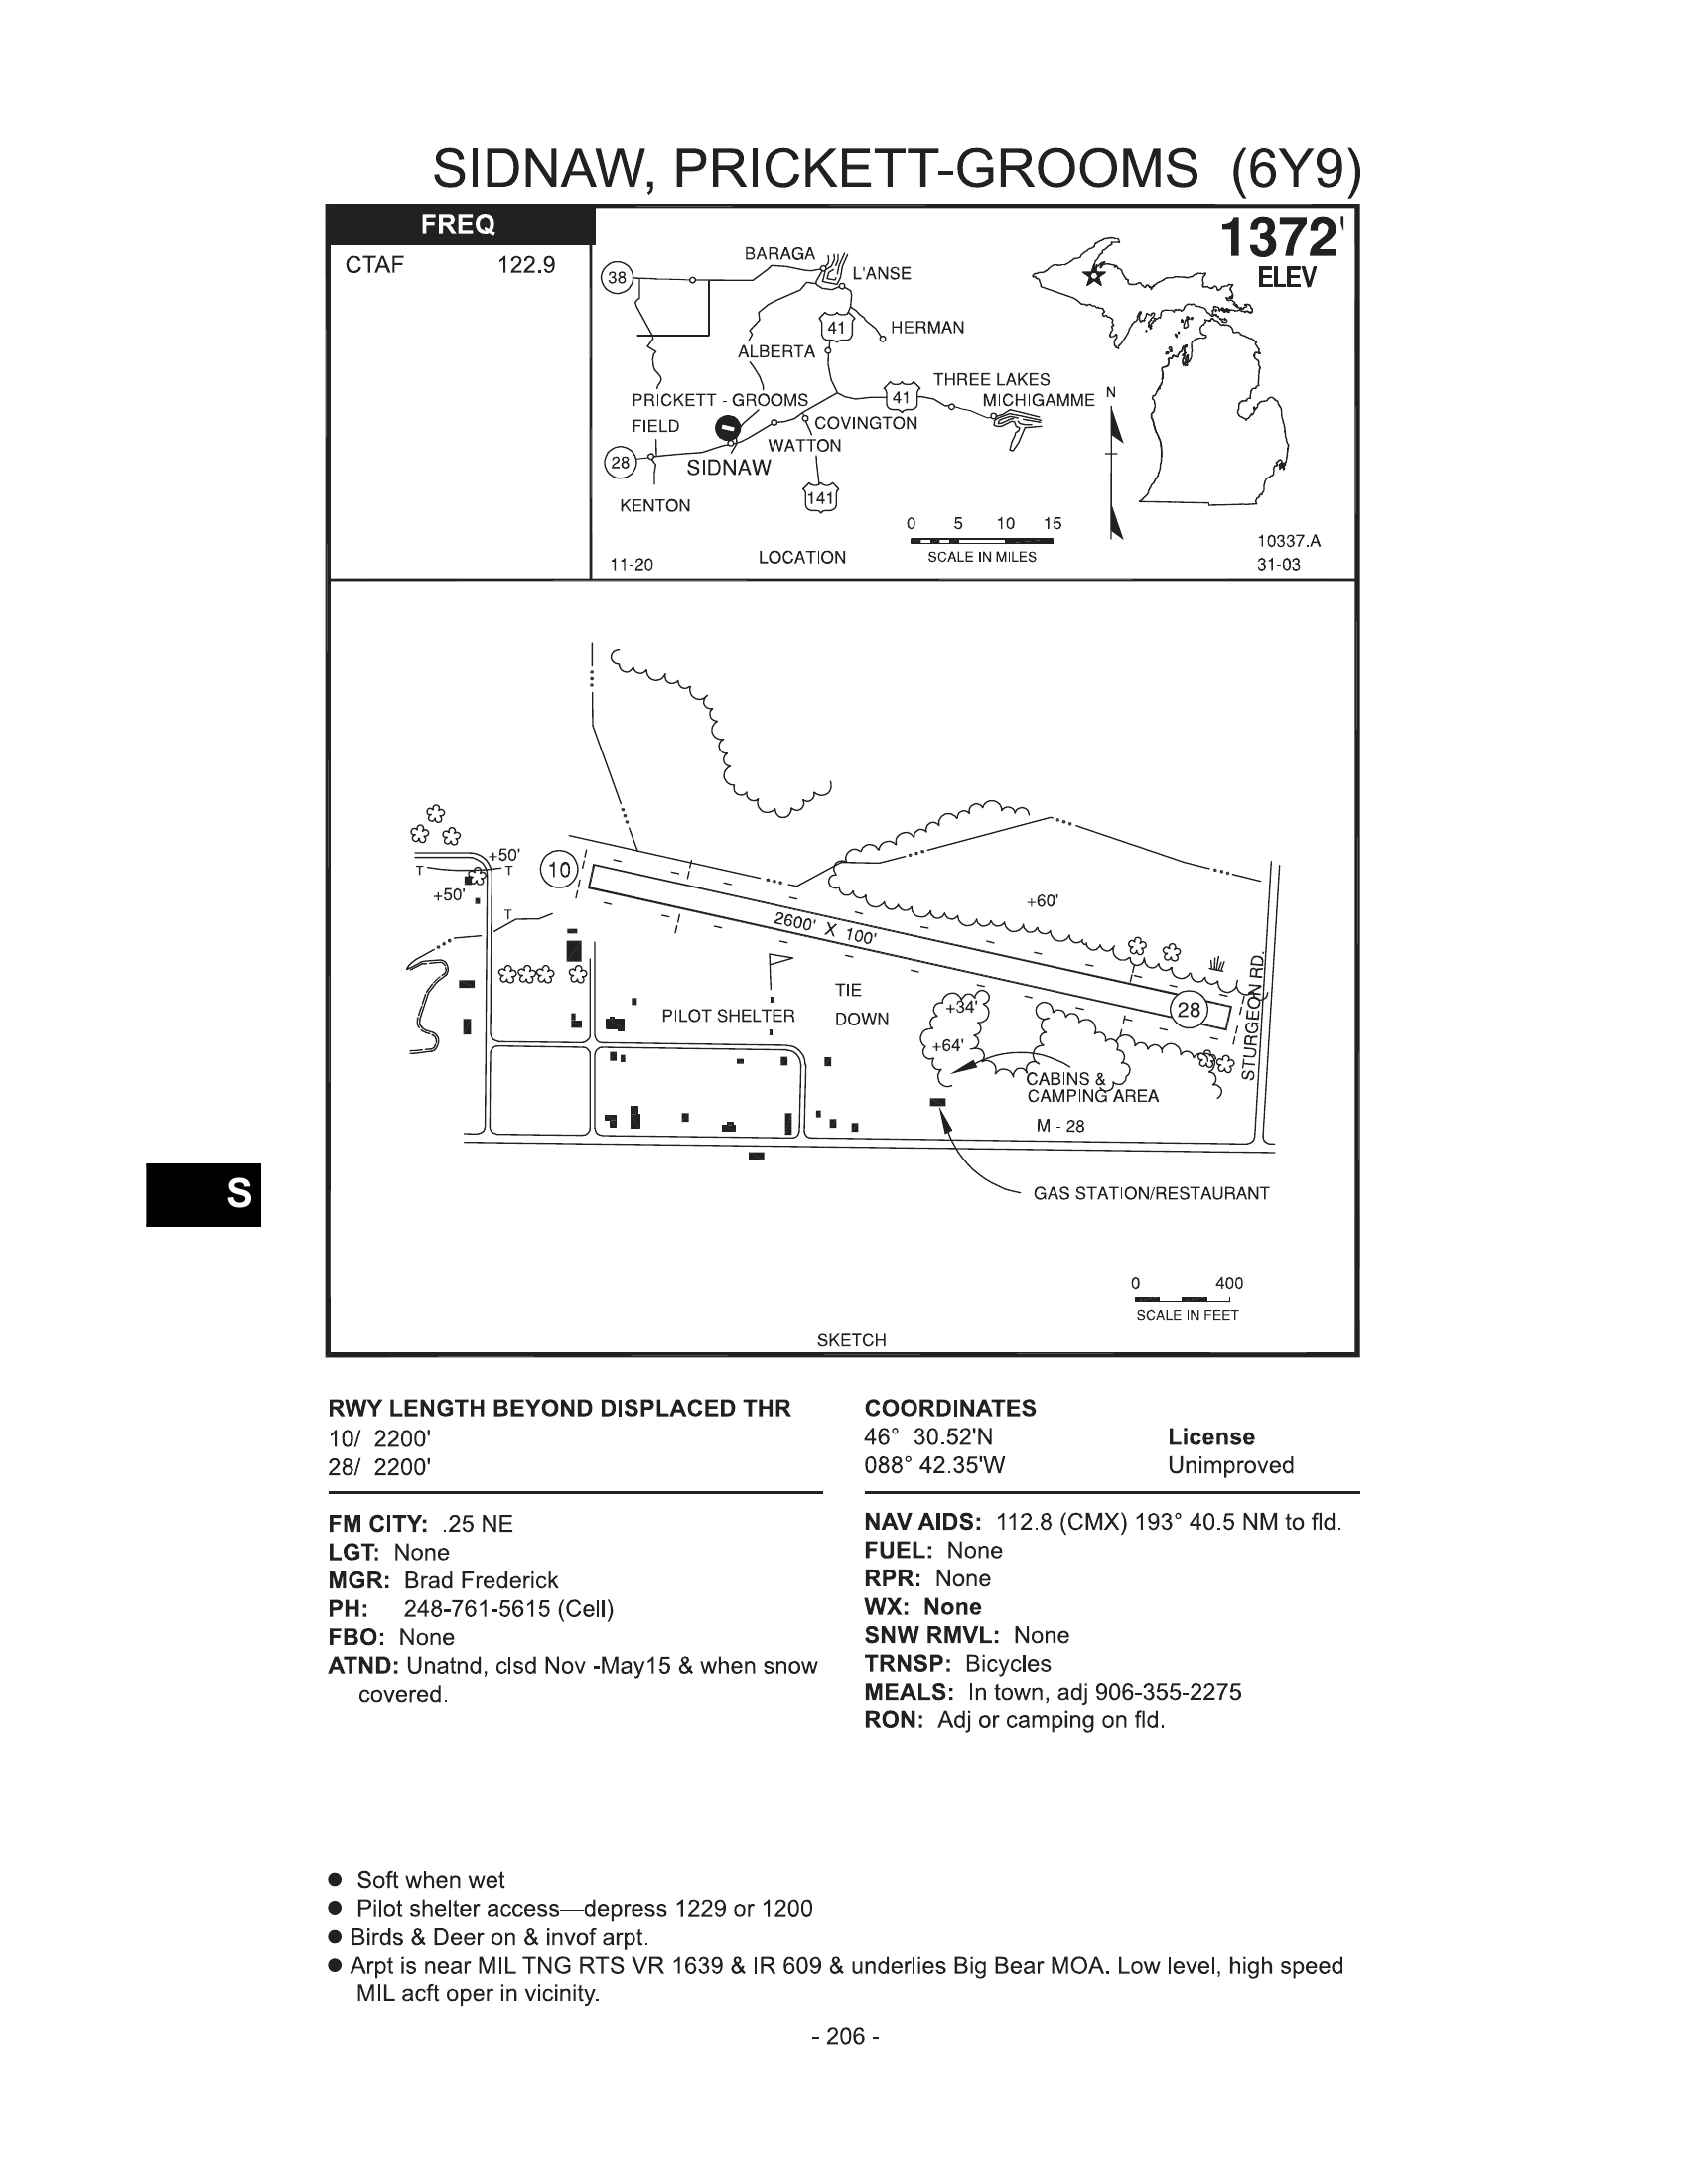 SIDNAW, PRICKETT-GROOMS (6Y9)
FREQ
CTAF 122.9
1372'
ELEV
38
BARAGA
L'ANSE
41
HERMAN
ALBERTA
THREE LAKES
PRICKETT - GROOMS
41
MICHIGAMME
N
FIELD
COVINGTON
WATTON
28
SIDNAW
141
KENTON
0 5 10 15
SCALE IN MILES
10337.A
11-20
LOCATION
31-03
+50'
T T
10
+50'
T
+60'
2600' X 100'
TIE
DOWN
PILOT SHELTER
+34'
28
STURGEON RD.
+64'
T
CABINS &
CAMPING AREA
M - 28
GAS STATION/RESTAURANT
S
0 400
SCALE IN FEET
SKETCH
RWY LENGTH BEYOND DISPLACED THR
10/ 2200'
28/ 2200'
COORDINATES
46° 30.52'N
088° 42.35'W
License
Unimproved
FM CITY: .25 NE
LGT: None
MGR: Brad Frederick
PH: 248-761-5615 (Cell)
FBO: None
ATND: Unatnd, clsd Nov -May15 & when snow
covered.
NAV AIDS: 112.8 (CMX) 193° 40.5 NM to fld.
FUEL: None
RPR: None
WX: None
SNW RMVL: None
TRNSP: Bicycles
MEALS: In town, adj 906-355-2275
RON: Adj or camping on fld.
● Soft when wet
● Pilot shelter access—depress 1229 or 1200
● Birds & Deer on & invof arpt.
● Arpt is near MIL TNG RTS VR 1639 & IR 609 & underlies Big Bear MOA. Low level, high speed
MIL acft oper in vicinity.
- 206 -